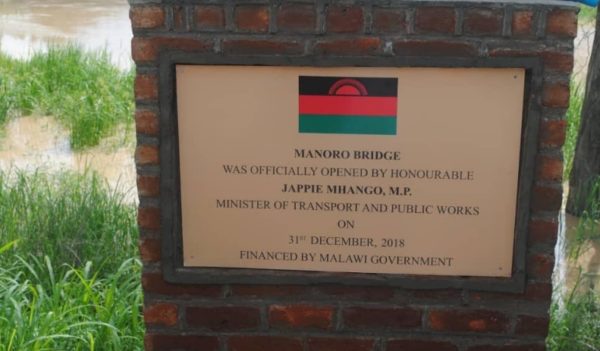 MANORO BRIDGE
WAS OFFICIALLY OPENED BY HONOURABLE
JAPPIE MHANGO, M.P.
MINISTER OF TRANSPORT AND PUBLIC WORKS
ON
31ST DECEMBER, 2018
FINANCED BY MALAWI GOVERNMENT